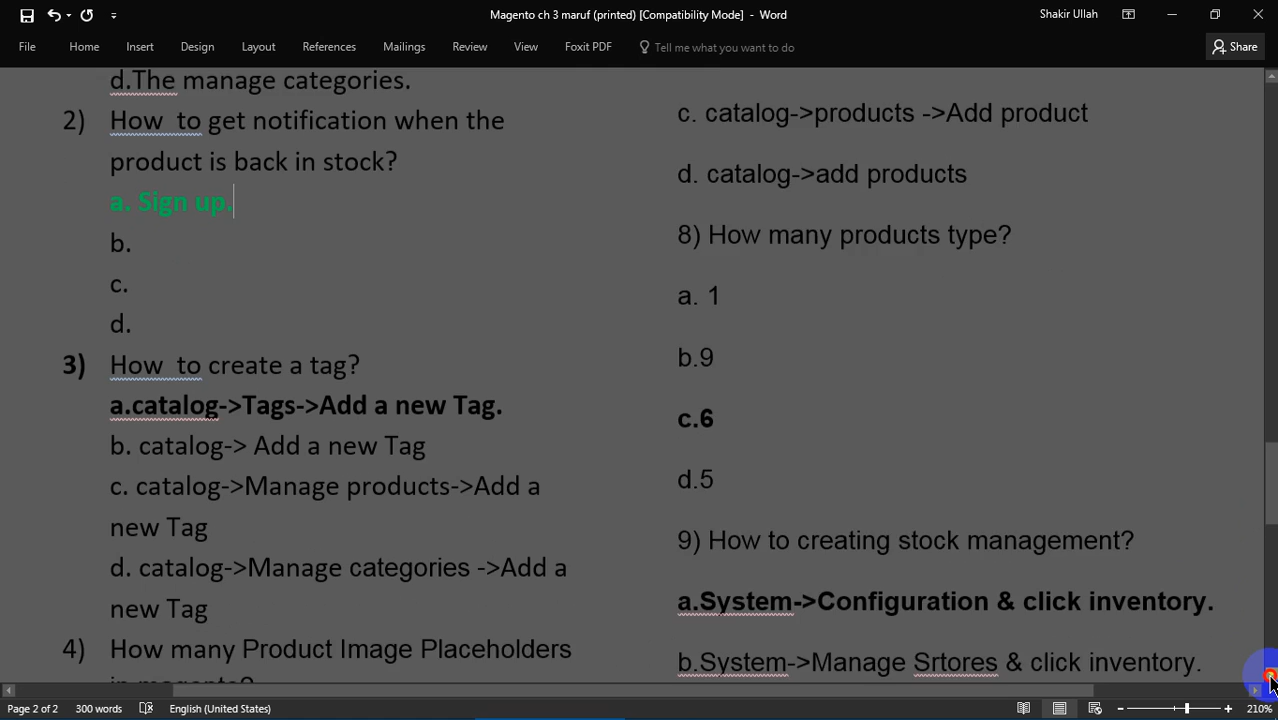 Magento ch 3 maruf (printed) [Compatibility Mode] - Word
Shakir Ullah
File Home Insert Design Layout References Mailings Review View Foxit PDF Tell me what you want to do Share
d.The manage categories.
2) How to get notification when the
product is back in stock?
a. Sign up.
b.
c.
d.
3) How to create a tag?
a.catalog->Tags->Add a new Tag.
b. catalog-> Add a new Tag
c. catalog->Manage products->Add a
new Tag
d. catalog->Manage categories ->Add a
new Tag
4) How many Product Image Placeholders
in magento?
c. catalog->products ->Add product
d. catalog->add products
8) How many products type?
a. 1
b.9
c.6
d.5
9) How to creating stock management?
a.System->Configuration & click inventory.
b.System->Manage Srtores & click inventory.
Page 2 of 2 300 words English (United States) 210%